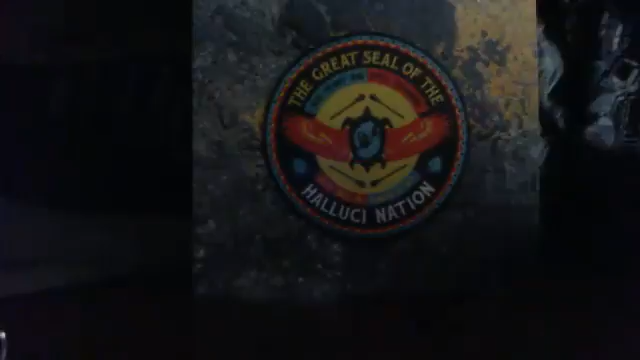 THE GREAT SEAL OF THE
HALLUCI NATION